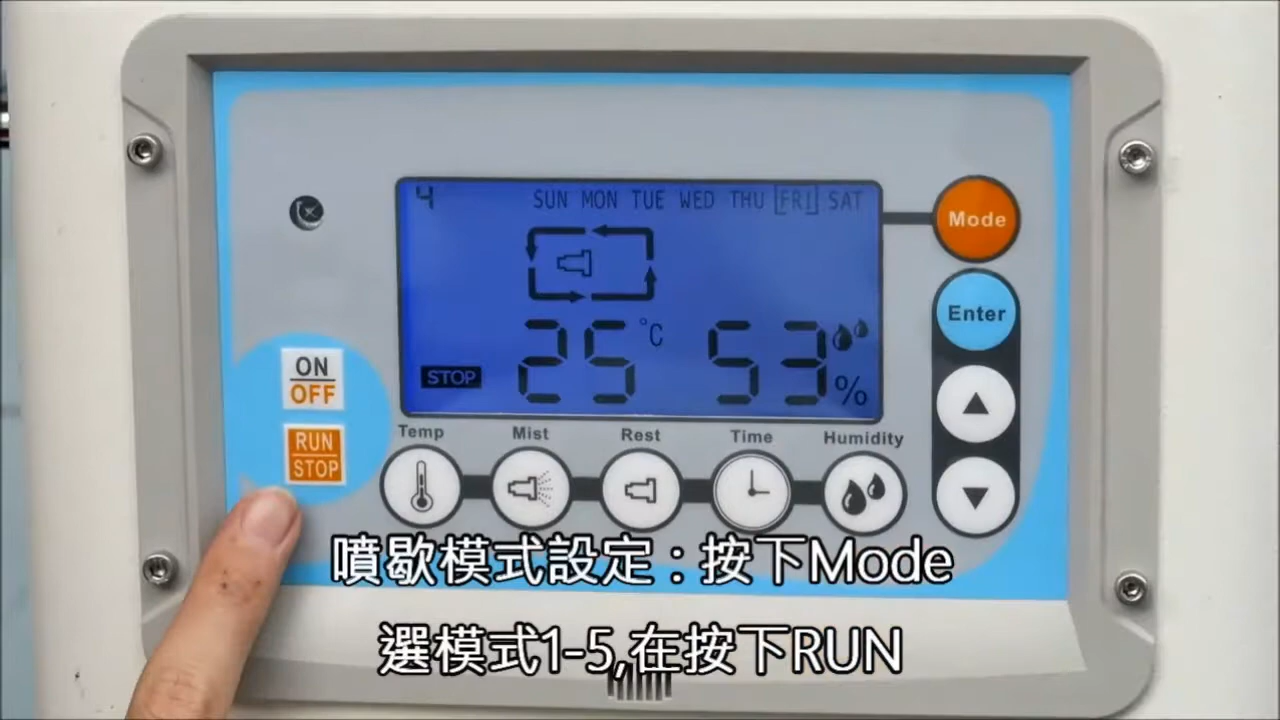 4 SUN MON TUE WED THU FRI SAT
Mode
Enter
25 °C 53 %
STOP
ON
OFF
RUN
STOP
Temp Mist Rest Time Humidity
噴歇模式設定：按下Mode
選模式1-5,在按下RUN